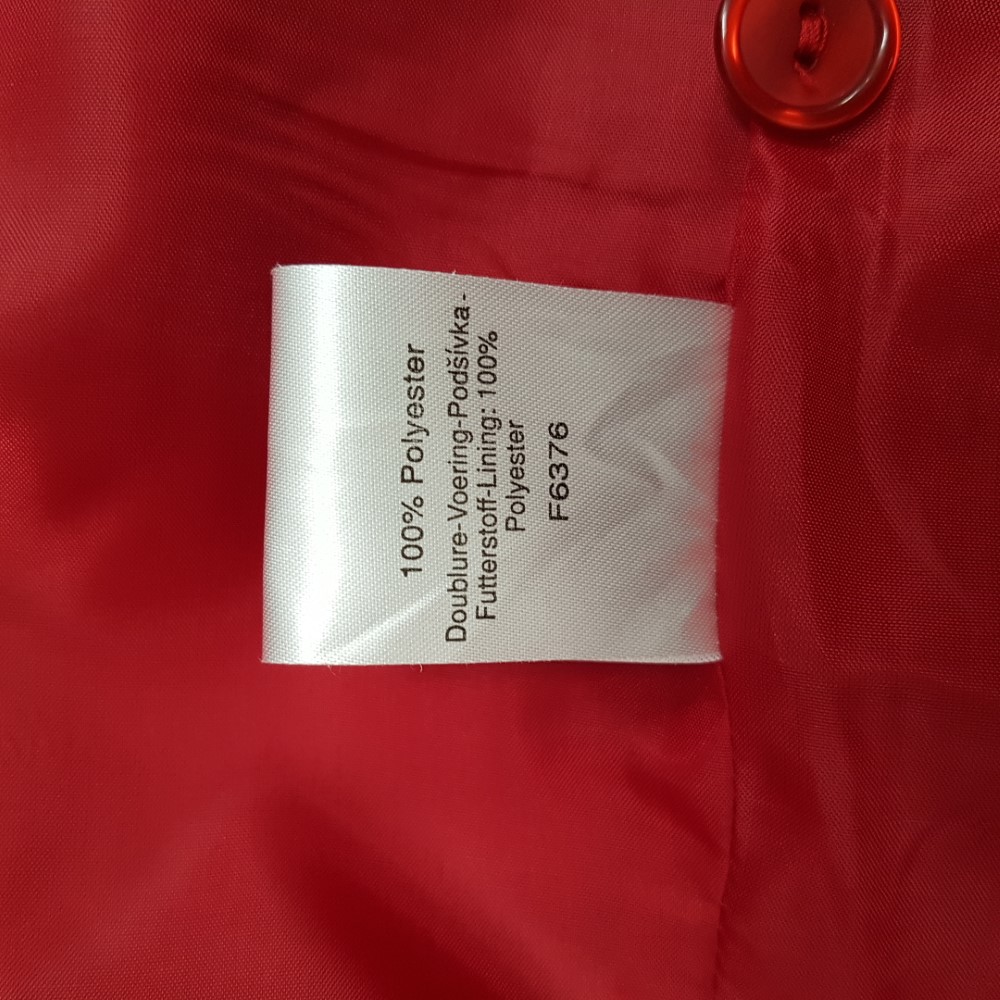 100% Polyester
Doublure-Voering-Podšívka-
Futterstoff-Lining: 100%
Polyester
F6376